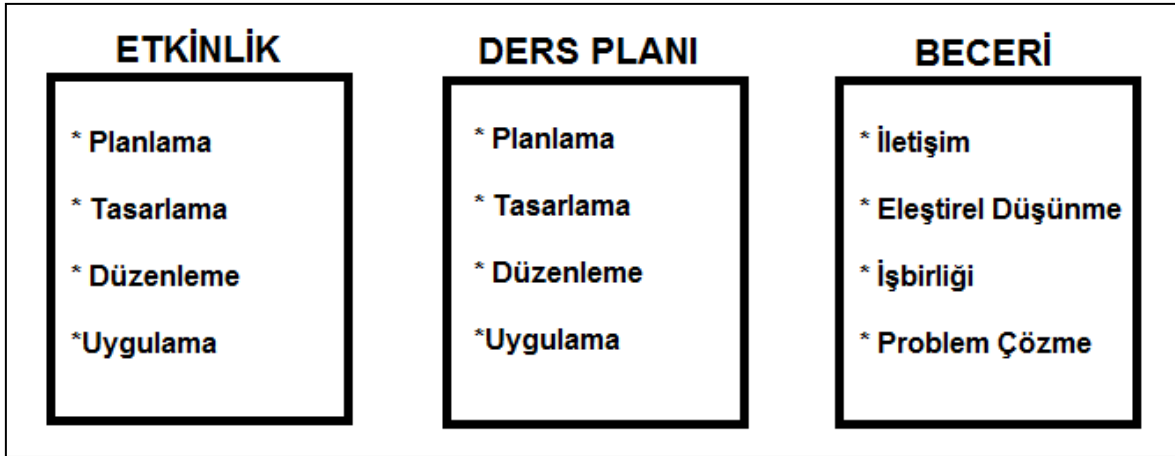 ETKİNLİK
* Planlama
* Tasarlama
* Düzenleme
*Uygulama
DERS PLANI
* Planlama
* Tasarlama
* Düzenleme
*Uygulama
BECERİ
* İletişim
* Eleştirel Düşünme
* İşbirliği
* Problem Çözme